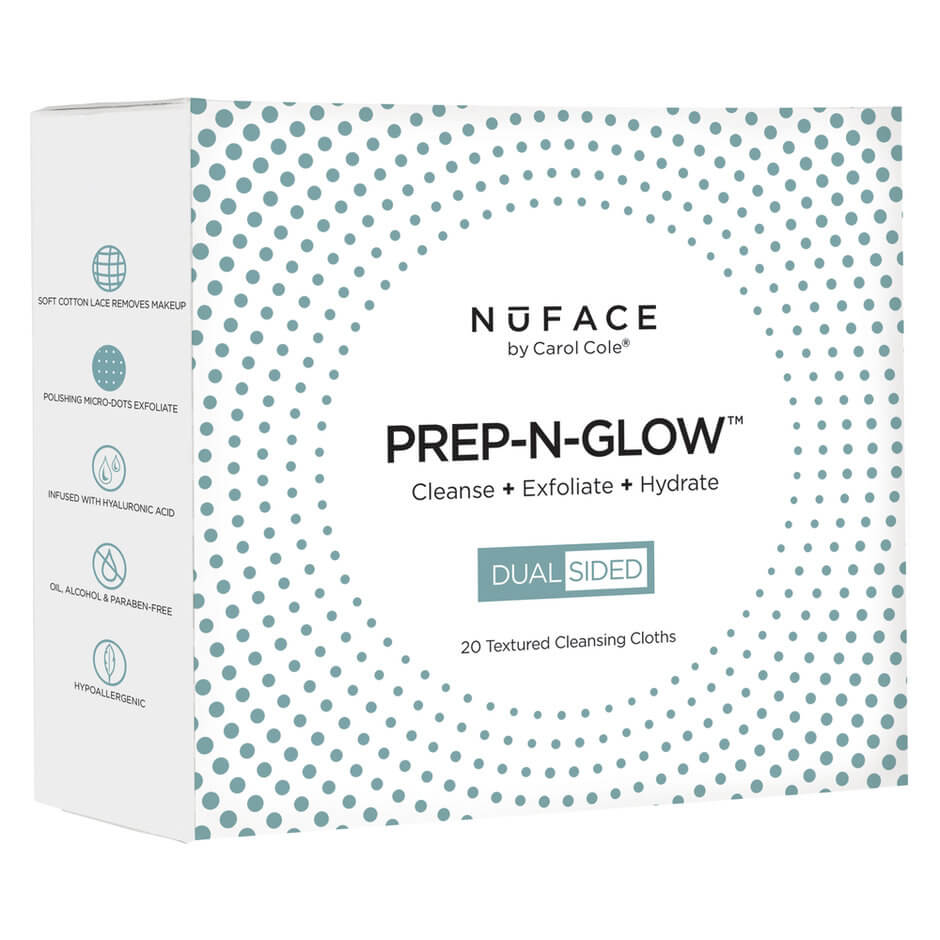 NūFACE
by Carol Cole®
PREP-N-GLOW™
Cleanse + Exfoliate + Hydrate
DUAL SIDED
20 Textured Cleansing Cloths
SOFT COTTON LACE REMOVES MAKEUP
POLISHING MICRO-DOTS EXFOLIATE
INFUSED WITH HYALURONIC ACID
OIL, ALCOHOL & PARABEN-FREE
HYPOALLERGENIC